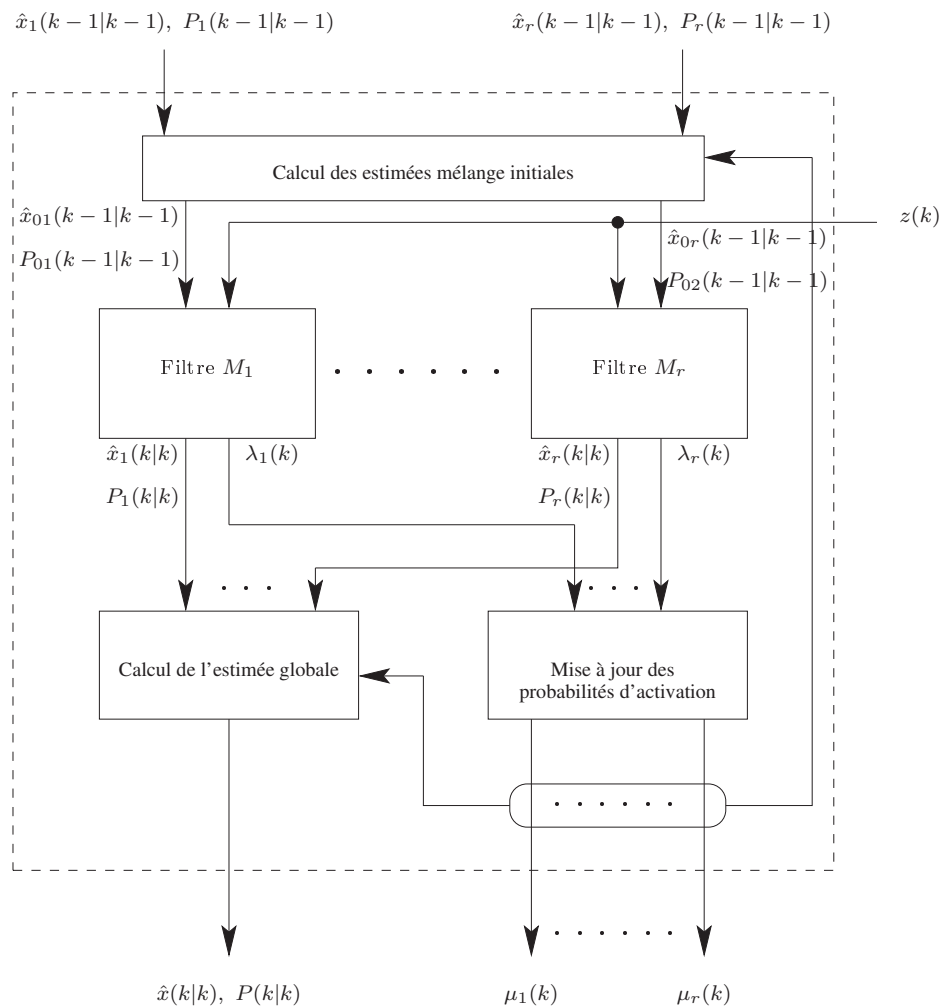 x̂₁(k−1|k−1), P₁(k−1|k−1)
x̂ᵣ(k−1|k−1), Pᵣ(k−1|k−1)
Calcul des estimées mélange initiales
x̂₀₁(k−1|k−1)
z(k)
x̂₀ᵣ(k−1|k−1)
P₀₁(k−1|k−1)
P₀₂(k−1|k−1)
Filtre M₁
Filtre Mᵣ
x̂₁(k|k)
λ₁(k)
x̂ᵣ(k|k)
λᵣ(k)
P₁(k|k)
Pᵣ(k|k)
Calcul de l'estimée globale
Mise à jour des
probabilités d'activation
x̂(k|k), P(k|k)
μ₁(k)
μᵣ(k)